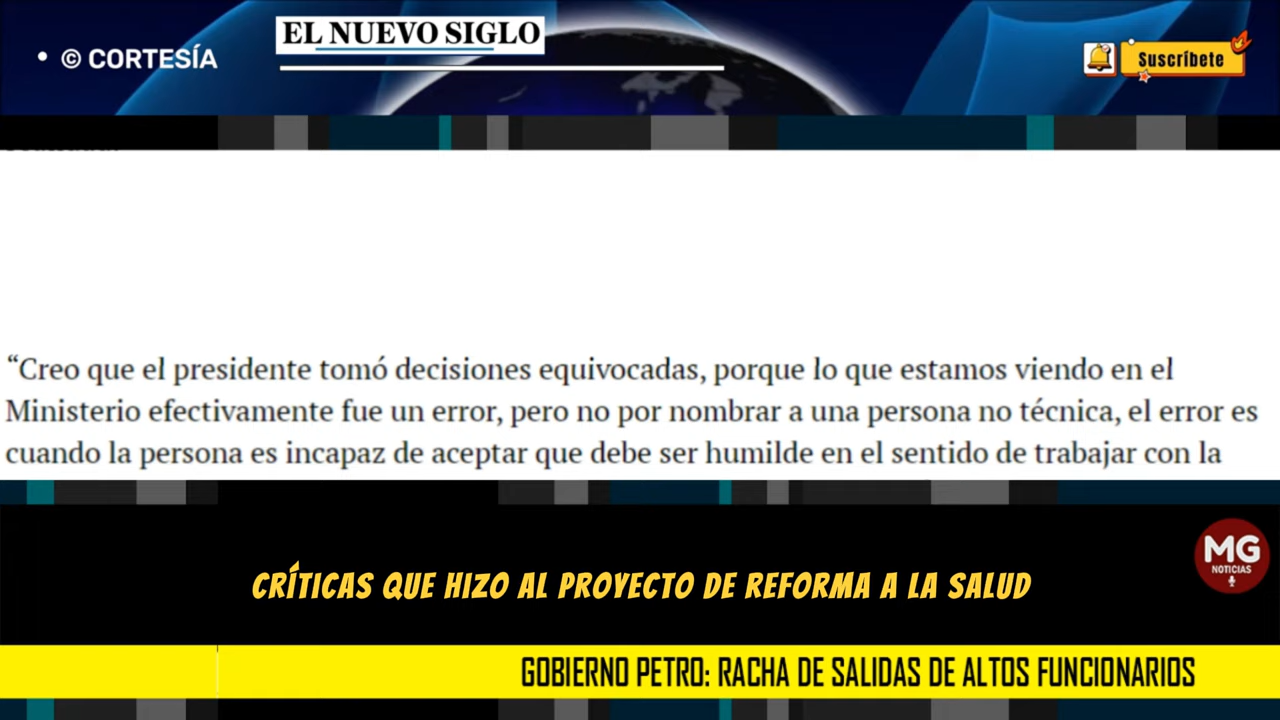 • © CORTESÍA
EL NUEVO SIGLO
Suscríbete
“Creo que el presidente tomó decisiones equivocadas, porque lo que estamos viendo en el
Ministerio efectivamente fue un error, pero no por nombrar a una persona no técnica, el error es
cuando la persona es incapaz de aceptar que debe ser humilde en el sentido de trabajar con la
CRÍTICAS QUE HIZO AL PROYECTO DE REFORMA A LA SALUD
MG
NOTICIAS
GOBIERNO PETRO: RACHA DE SALIDAS DE ALTOS FUNCIONARIOS